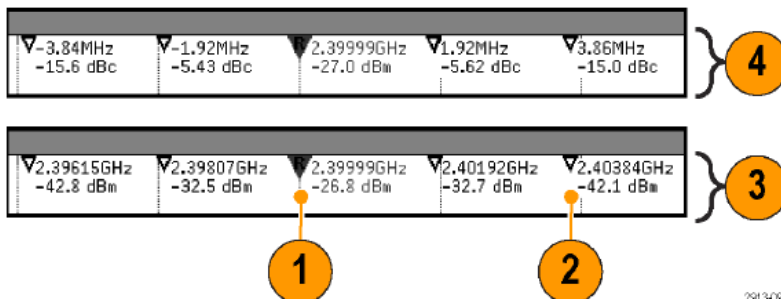 -3.84MHz -1.92MHz R 2.39999GHz 1.92MHz 3.86MHz
-15.6 dBc -5.43 dBc -27.0 dBm -5.62 dBc -15.0 dBc
4
2.39615GHz 2.39807GHz R 2.39999GHz 2.40192GHz 2.40384GHz
-42.8 dBm -32.5 dBm -26.8 dBm -32.7 dBm -42.1 dBm
3
1 2